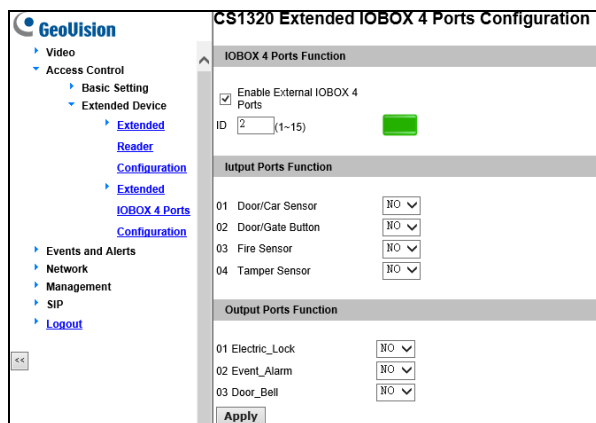 GeoVision
Video
Access Control
Basic Setting
Extended Device
Extended
Reader
Configuration
Extended
IOBOX 4 Ports
Configuration
Events and Alerts
Network
Management
SIP
Logout
<<
CS1320 Extended IOBOX 4 Ports Configuration
IOBOX 4 Ports Function
Enable External IOBOX 4
Ports
ID 2 (1~15)
Iutput Ports Function
01 Door/Car Sensor NO
02 Door/Gate Button NO
03 Fire Sensor NO
04 Tamper Sensor NO
Output Ports Function
01 Electric_Lock NO
02 Event_Alarm NO
03 Door_Bell NO
Apply